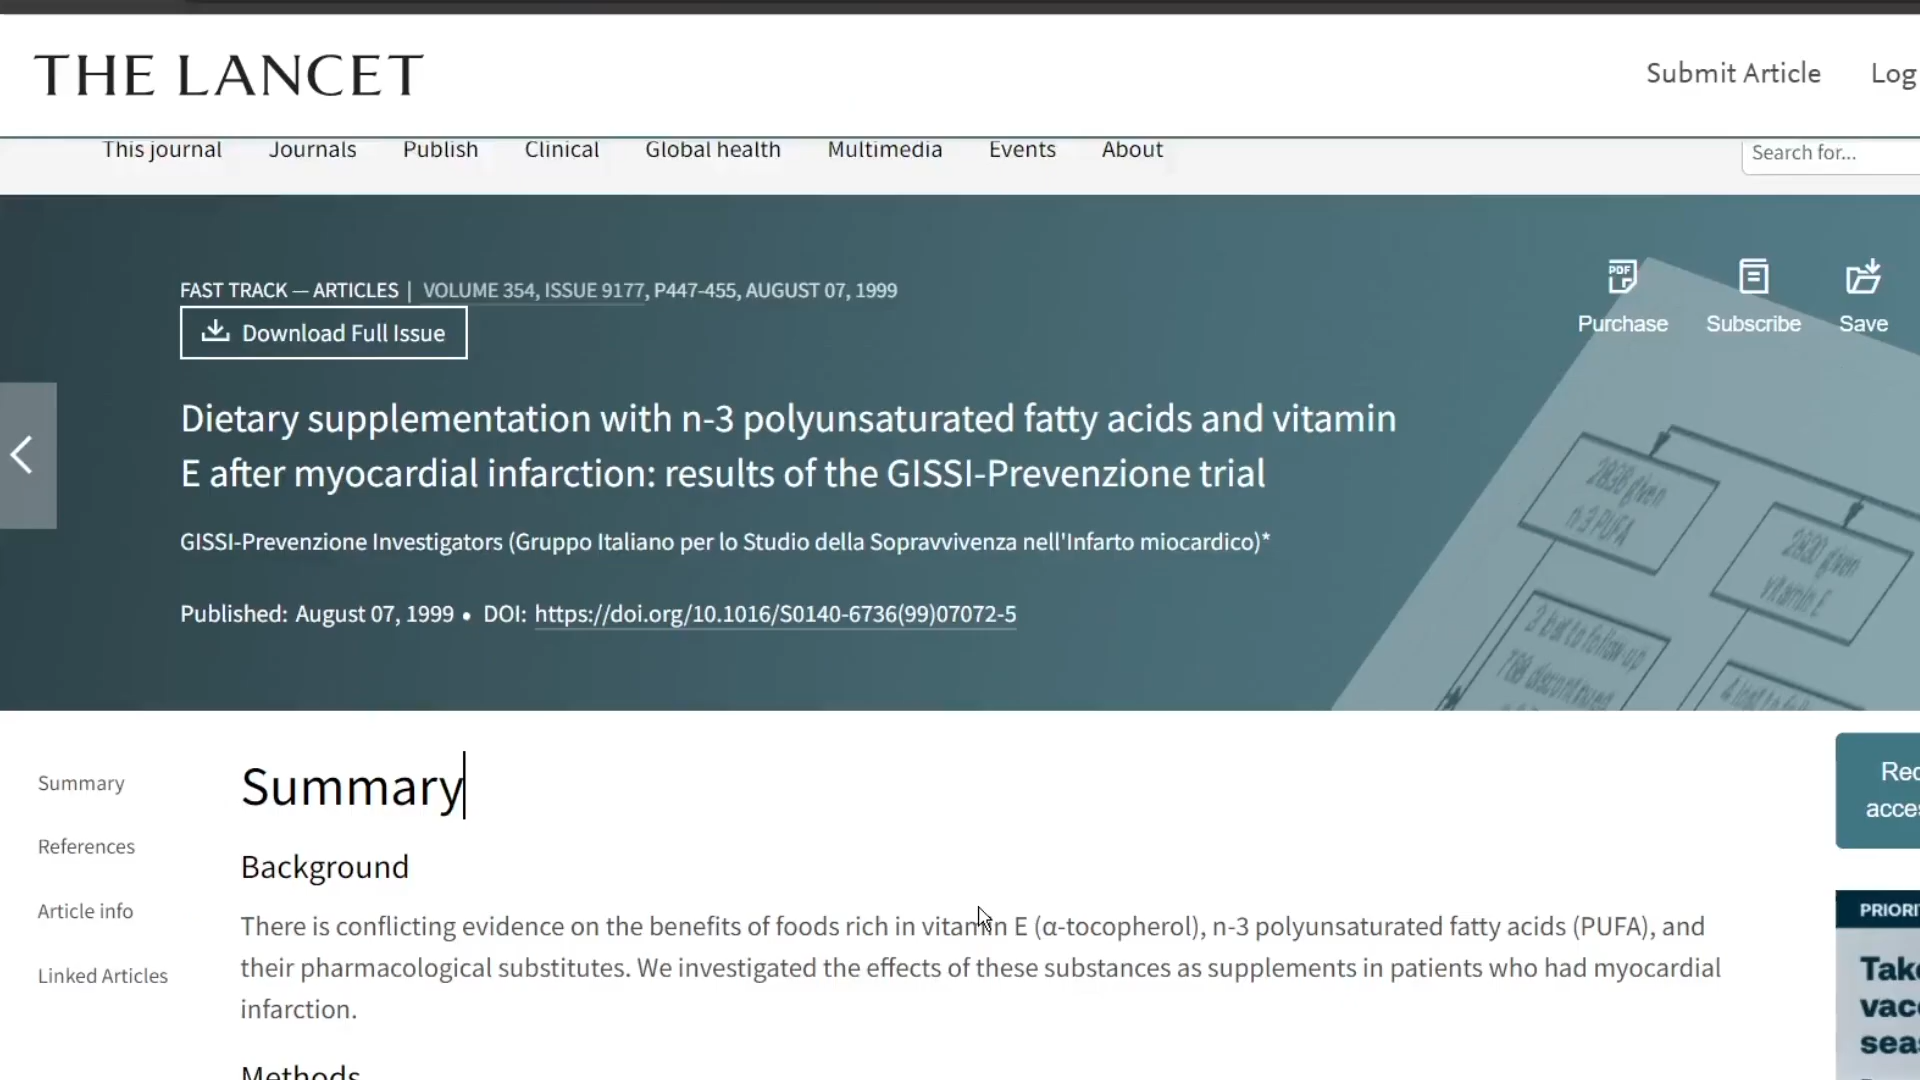 THE LANCET
Submit Article
Log
This journal
Journals
Publish
Clinical
Global health
Multimedia
Events
About
Search for...
FAST TRACK — ARTICLES | VOLUME 354, ISSUE 9177, P447-455, AUGUST 07, 1999
Download Full Issue
PDF
Purchase
Subscribe
Save
Dietary supplementation with n-3 polyunsaturated fatty acids and vitamin
E after myocardial infarction: results of the GISSI-Prevenzione trial
GISSI-Prevenzione Investigators (Gruppo Italiano per lo Studio della Sopravvivenza nell'Infarto miocardico)*
Published: August 07, 1999 • DOI: https://doi.org/10.1016/S0140-6736(99)07072-5
given
n-3 PUFA
given
vitamin E
Summary
References
Article info
Linked Articles
Summary
Background
There is conflicting evidence on the benefits of foods rich in vitamin E (α-tocopherol), n-3 polyunsaturated fatty acids (PUFA), and
their pharmacological substitutes. We investigated the effects of these substances as supplements in patients who had myocardial
infarction.
Methods